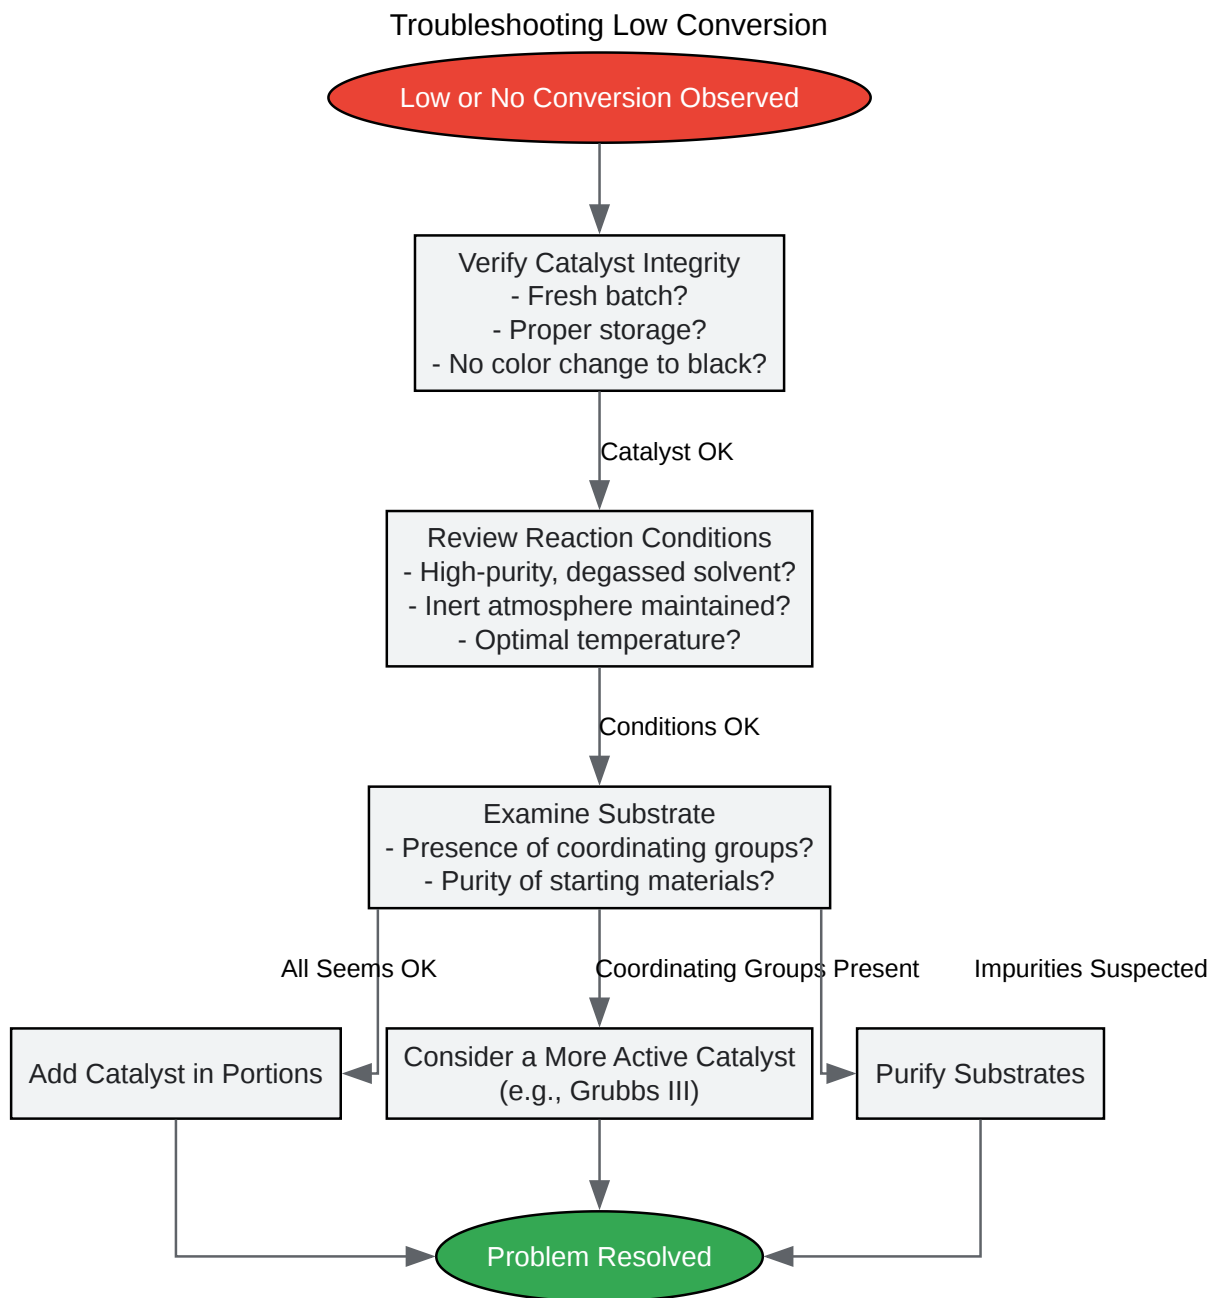 Troubleshooting Low Conversion
Low or No Conversion Observed
Verify Catalyst Integrity
- Fresh batch?
- Proper storage?
- No color change to black?
Catalyst OK
Review Reaction Conditions
- High-purity, degassed solvent?
- Inert atmosphere maintained?
- Optimal temperature?
Conditions OK
Examine Substrate
- Presence of coordinating groups?
- Purity of starting materials?
All Seems OK
Coordinating Groups Present
Impurities Suspected
Add Catalyst in Portions
Consider a More Active Catalyst
(e.g., Grubbs III)
Purify Substrates
Problem Resolved